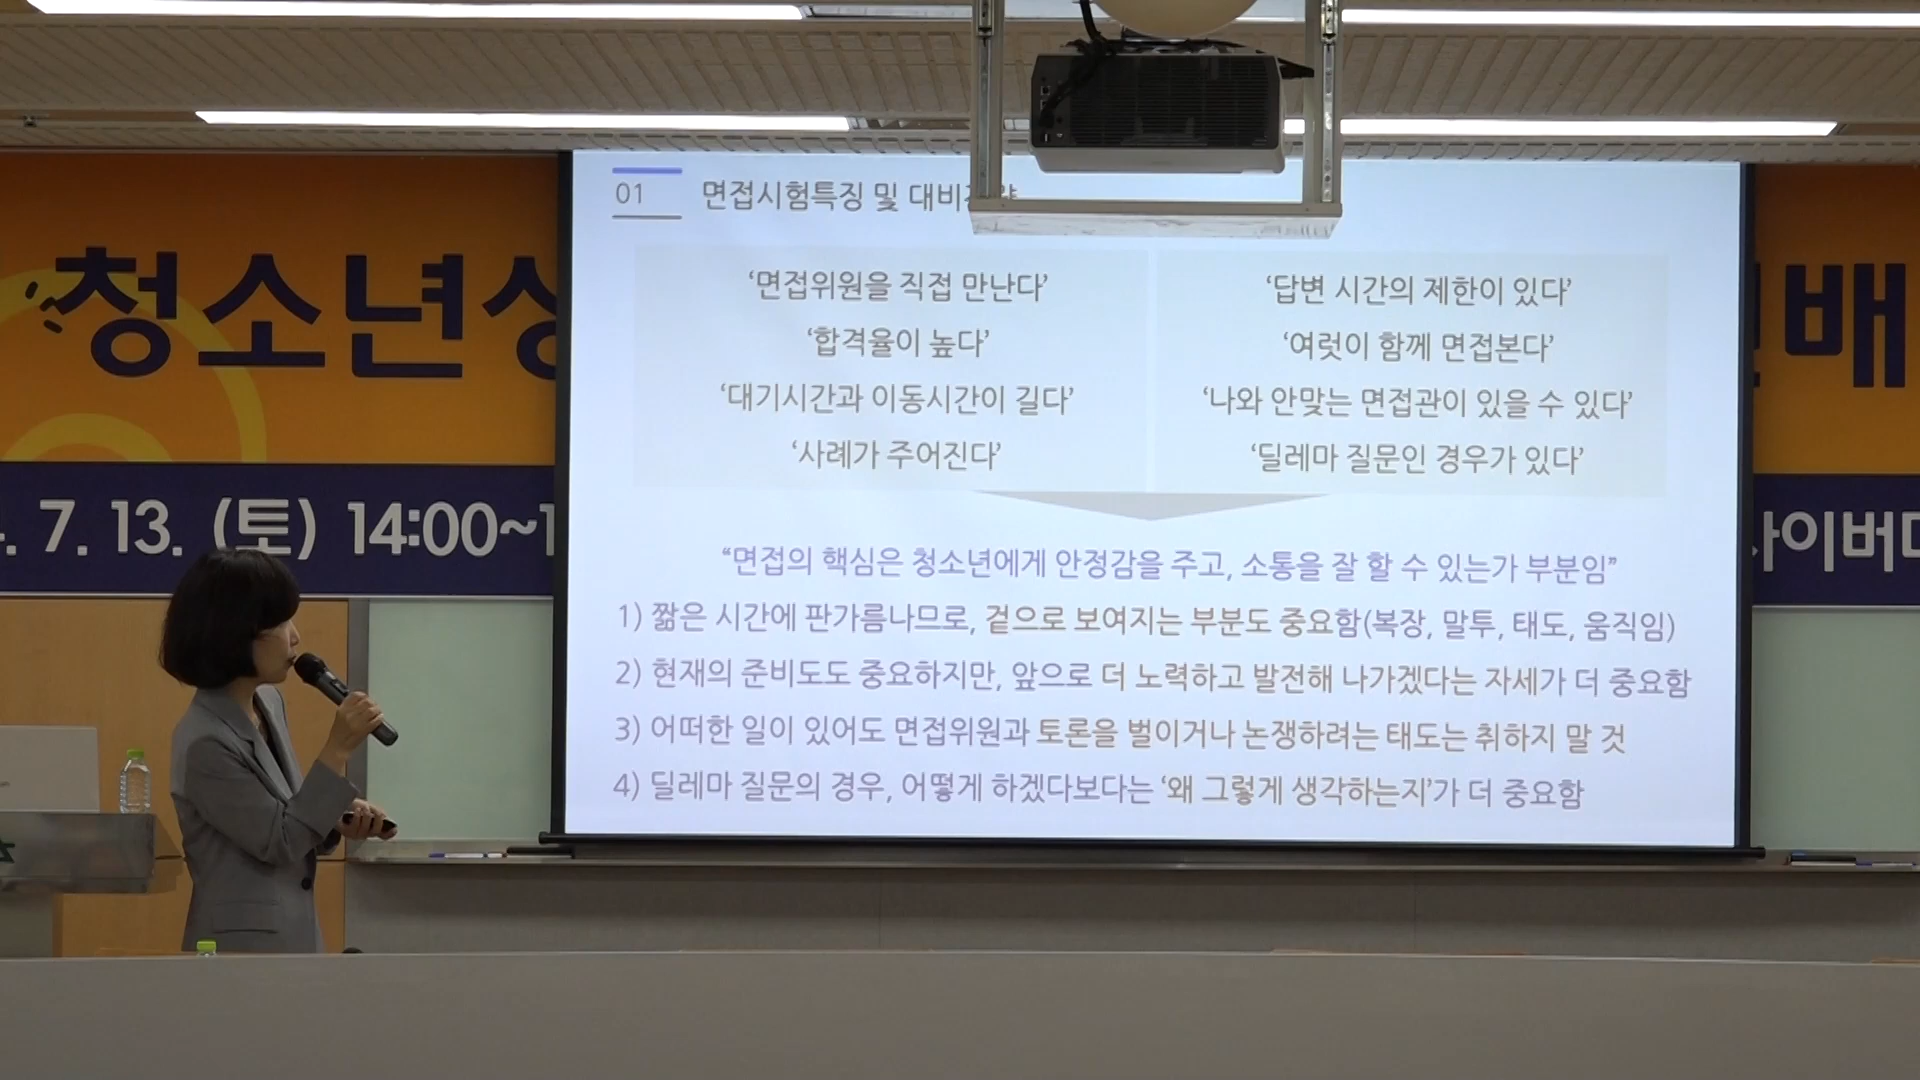 01 면접시험특징 및
‘면접위원을 직접 만난다’
‘합격율이 높다’
‘대기시간과 이동시간이 길다’
‘사례가 주어진다’
‘답변 시간의 제한이 있다’
‘여럿이 함께 면접본다’
‘나와 안맞는 면접관이 있을 수 있다’
‘딜레마 질문인 경우가 있다’
“면접의 핵심은 청소년에게 안정감을 주고, 소통을 잘 할 수 있는가 부분임”
1) 짧은 시간에 판가름나므로, 겉으로 보여지는 부분도 중요함(복장, 말투, 태도, 움직임)
2) 현재의 준비도도 중요하지만, 앞으로 더 노력하고 발전해 나가겠다는 자세가 더 중요함
3) 어떠한 일이 있어도 면접위원과 토론을 벌이거나 논쟁하려는 태도는 취하지 말 것
4) 딜레마 질문의 경우, 어떻게 하겠다보다는 ‘왜 그렇게 생각하는지’가 더 중요함
청소년
배
7. 13. (토) 14:00~1
사이버